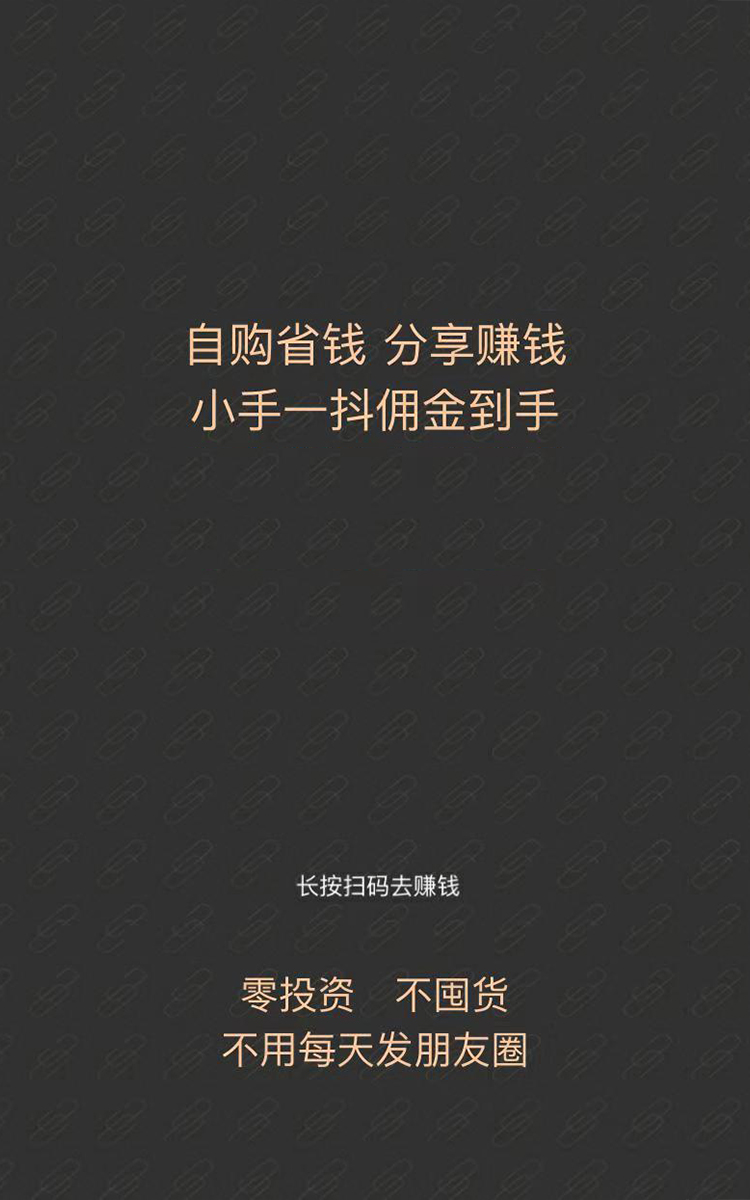 自购省钱 分享赚钱
小手一抖佣金到手
长按扫码去赚钱
零投资 不囤货
不用每天发朋友圈